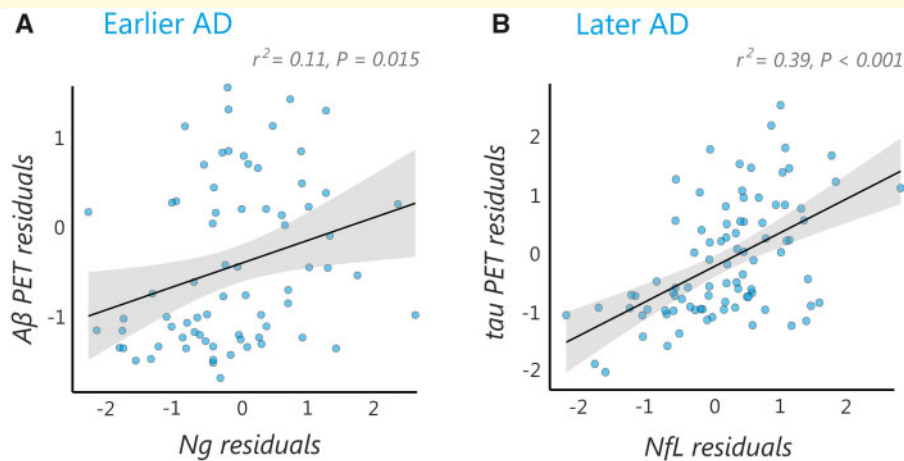 A Earlier AD
r² = 0.11, P = 0.015
Aβ PET residuals
1
0
-1
-2 -1 0 1 2
Ng residuals
B Later AD
r² = 0.39, P < 0.001
tau PET residuals
2
1
0
-1
-2
-2 -1 0 1 2
NfL residuals